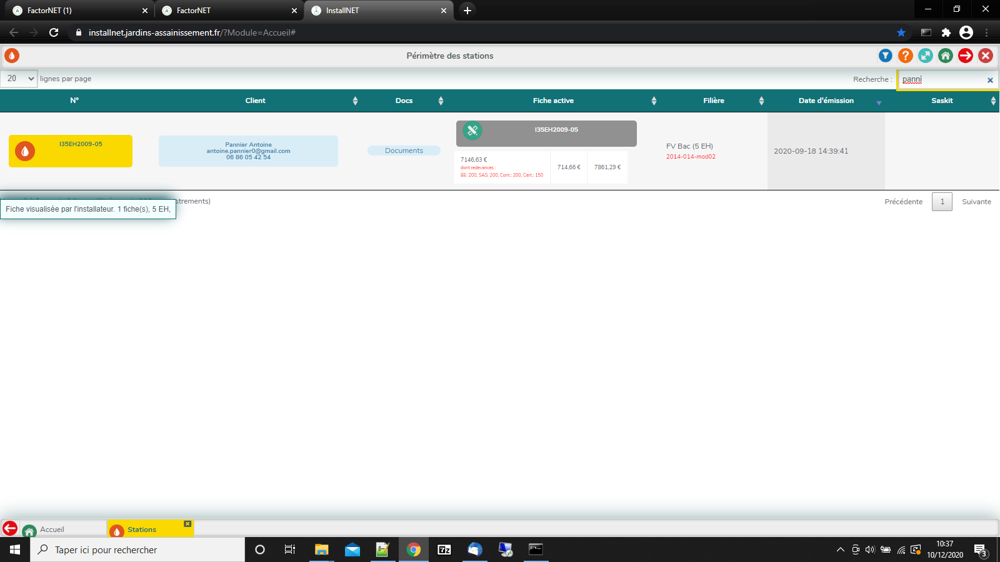 FactorNET (1)
FactorNET
InstallNET
installnet.jardins-assainissement.fr/?Module=Accueil#
Périmètre des stations
20
lignes par page
Recherche :
panni
N°
Client
Docs
Fiche active
Filière
Date d'émission
Saskit
I35EH2009-05
Pannier Antoine
antoine.pannier0@gmail.com
06 86 05 42 54
Documents
I35EH2009-05
7146,63 €
dont redevances :
BE: 200, SAS: 200, Cont.: 200, Cert.: 150
714,66 €
7861,29 €
FV Bac (5 EH)
2014-014-mod02
2020-09-18 14:39:41
strements)
Fiche visualisée par l'installateur. 1 fiche(s), 5 EH,
Précédente
1
Suivante
Accueil
Stations
Taper ici pour rechercher
10:37
10/12/2020
3